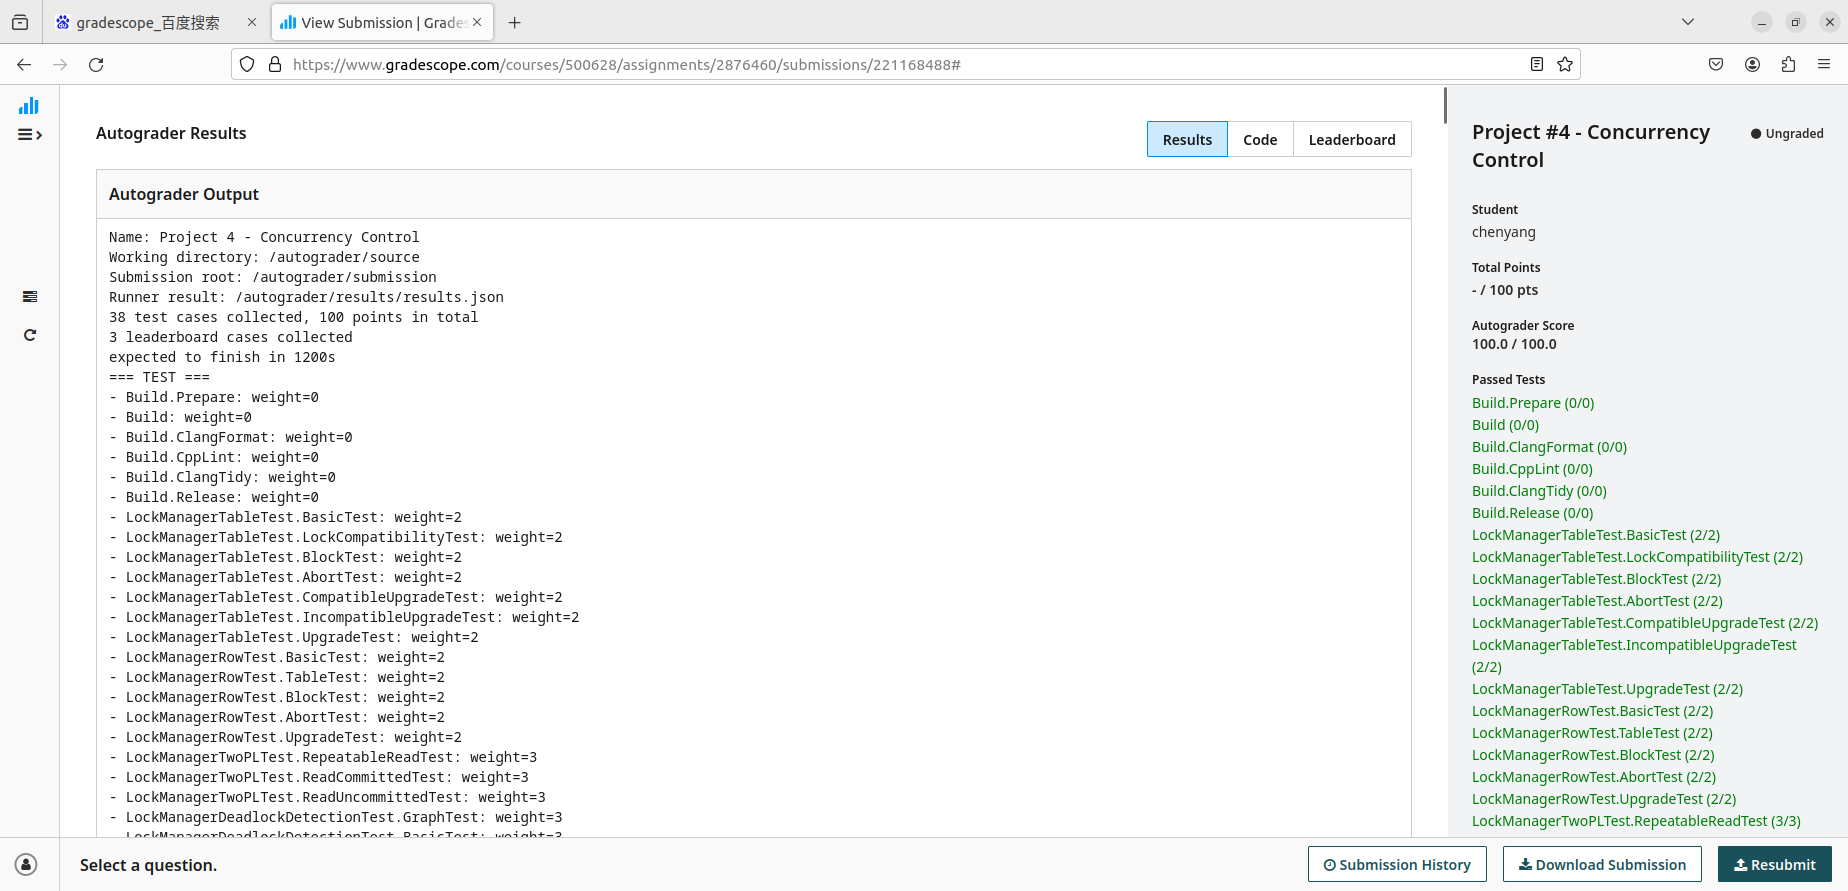 gradescope_百度搜索
View Submission | Grades
https://www.gradescope.com/courses/500628/assignments/2876460/submissions/221168488#
Autograder Results
Results
Code
Leaderboard
Autograder Output
Name: Project 4 - Concurrency Control
Working directory: /autograder/source
Submission root: /autograder/submission
Runner result: /autograder/results/results.json
38 test cases collected, 100 points in total
3 leaderboard cases collected
expected to finish in 1200s
=== TEST ===
- Build.Prepare: weight=0
- Build: weight=0
- Build.ClangFormat: weight=0
- Build.CppLint: weight=0
- Build.ClangTidy: weight=0
- Build.Release: weight=0
- LockManagerTableTest.BasicTest: weight=2
- LockManagerTableTest.LockCompatibilityTest: weight=2
- LockManagerTableTest.BlockTest: weight=2
- LockManagerTableTest.AbortTest: weight=2
- LockManagerTableTest.CompatibleUpgradeTest: weight=2
- LockManagerTableTest.IncompatibleUpgradeTest: weight=2
- LockManagerTableTest.UpgradeTest: weight=2
- LockManagerRowTest.BasicTest: weight=2
- LockManagerRowTest.TableTest: weight=2
- LockManagerRowTest.BlockTest: weight=2
- LockManagerRowTest.AbortTest: weight=2
- LockManagerRowTest.UpgradeTest: weight=2
- LockManagerTwoPLTest.RepeatableReadTest: weight=3
- LockManagerTwoPLTest.ReadCommittedTest: weight=3
- LockManagerTwoPLTest.ReadUncommittedTest: weight=3
- LockManagerDeadlockDetectionTest.GraphTest: weight=3
- LockManagerDeadlockDetectionTest.BasicTest: weight=3
Project #4 - Concurrency
Control
Ungraded
Student
chenyang
Total Points
- / 100 pts
Autograder Score
100.0 / 100.0
Passed Tests
Build.Prepare (0/0)
Build (0/0)
Build.ClangFormat (0/0)
Build.CppLint (0/0)
Build.ClangTidy (0/0)
Build.Release (0/0)
LockManagerTableTest.BasicTest (2/2)
LockManagerTableTest.LockCompatibilityTest (2/2)
LockManagerTableTest.BlockTest (2/2)
LockManagerTableTest.AbortTest (2/2)
LockManagerTableTest.CompatibleUpgradeTest (2/2)
LockManagerTableTest.IncompatibleUpgradeTest
(2/2)
LockManagerTableTest.UpgradeTest (2/2)
LockManagerRowTest.BasicTest (2/2)
LockManagerRowTest.TableTest (2/2)
LockManagerRowTest.BlockTest (2/2)
LockManagerRowTest.AbortTest (2/2)
LockManagerRowTest.UpgradeTest (2/2)
LockManagerTwoPLTest.RepeatableReadTest (3/3)
Select a question.
Submission History
Download Submission
Resubmit